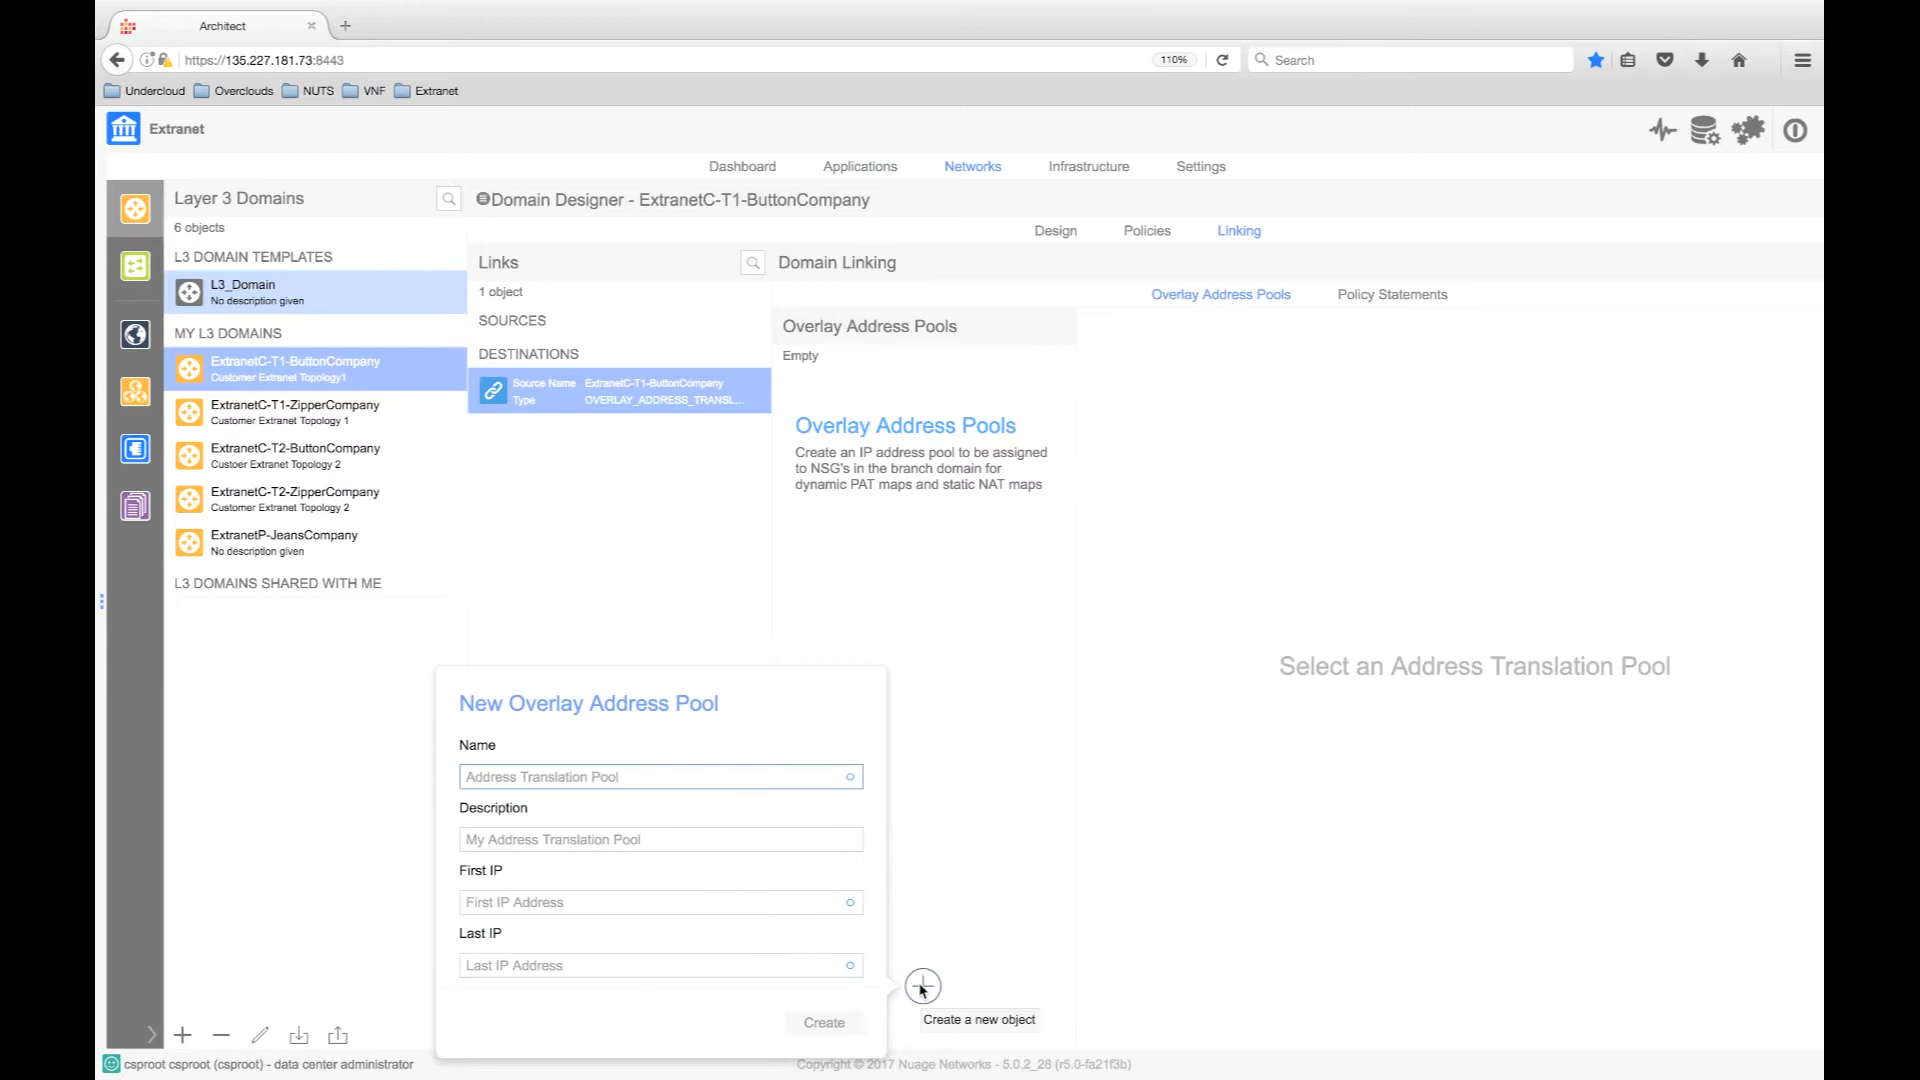 Architect
https://135.227.181.73:8443
110%
Search
Undercloud
Overclouds
NUTS
VNF
Extranet
Extranet
Dashboard
Applications
Networks
Infrastructure
Settings
Layer 3 Domains
6 objects
L3 DOMAIN TEMPLATES
L3_Domain
No description given
MY L3 DOMAINS
ExtranetC-T1-ButtonCompany
Customer Extranet Topology1
ExtranetC-T1-ZipperCompany
Customer Extranet Topology 1
ExtranetC-T2-ButtonCompany
Custoer Extranet Topology 2
ExtranetC-T2-ZipperCompany
Customer Extranet Topology 2
ExtranetP-JeansCompany
No description given
L3 DOMAINS SHARED WITH ME
Domain Designer - ExtranetC-T1-ButtonCompany
Design
Policies
Linking
Links
1 object
SOURCES
DESTINATIONS
Source Name ExtranetC-T1-ButtonCompany
Type OVERLAY_ADDRESS_TRANSL...
Domain Linking
Overlay Address Pools
Policy Statements
Overlay Address Pools
Empty
Overlay Address Pools
Create an IP address pool to be assigned
to NSG's in the branch domain for
dynamic PAT maps and static NAT maps
Select an Address Translation Pool
New Overlay Address Pool
Name
Address Translation Pool
Description
My Address Translation Pool
First IP
First IP Address
Last IP
Last IP Address
Create
Create a new object
csproot csproot (csproot) - data center administrator
Copyright © 2017 Nuage Networks - 5.0.2_28 (r5.0-fa21f3b)